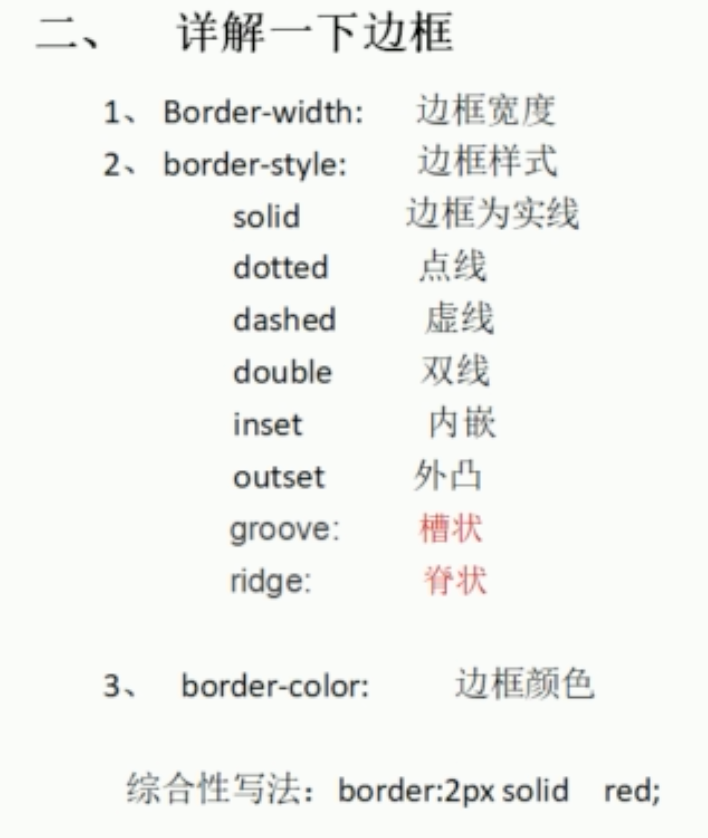 二、 详解一下边框
1、 Border-width: 边框宽度
2、 border-style: 边框样式
solid 边框为实线
dotted 点线
dashed 虚线
double 双线
inset 内嵌
outset 外凸
groove: 槽状
ridge: 脊状
3、 border-color: 边框颜色
综合性写法：border:2px solid red;